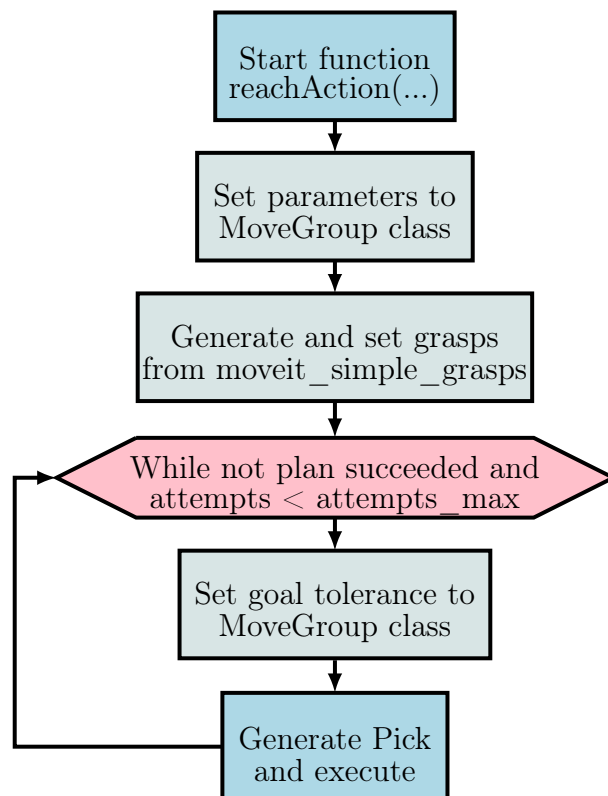 Start function
reachAction(...)
Set parameters to
MoveGroup class
Generate and set grasps
from moveit_simple_grasps
While not plan succeeded and
attempts < attempts_max
Set goal tolerance to
MoveGroup class
Generate Pick
and execute